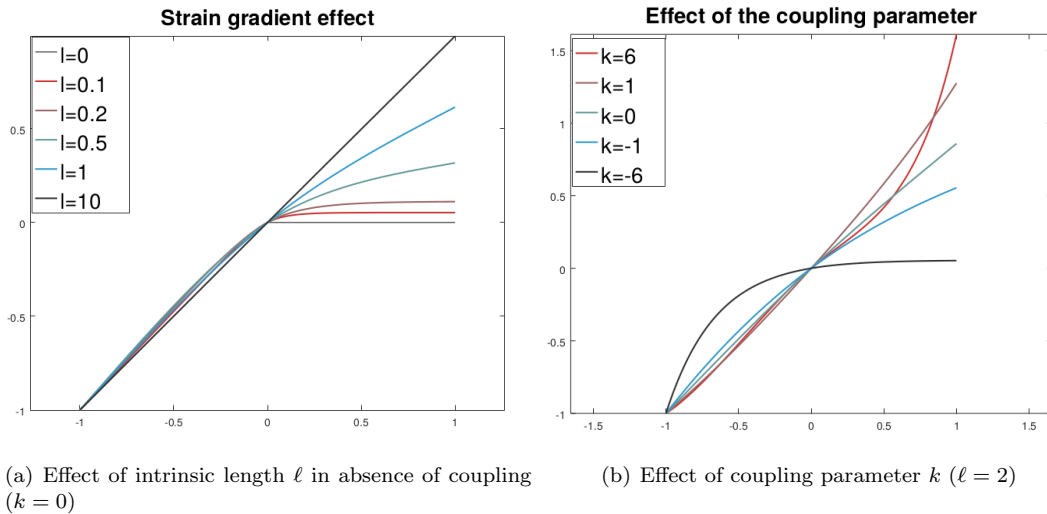 Strain gradient effect
l=0
l=0.1
l=0.2
l=0.5
l=1
l=10
0.5
0
-0.5
-1
-1 -0.5 0 0.5 1
(a) Effect of intrinsic length ℓ in absence of coupling
(k = 0)
Effect of the coupling parameter
k=6
k=1
k=0
k=-1
k=-6
1.5
1
0.5
0
-0.5
-1
-1.5 -1 -0.5 0 0.5 1 1.5
(b) Effect of coupling parameter k (ℓ = 2)